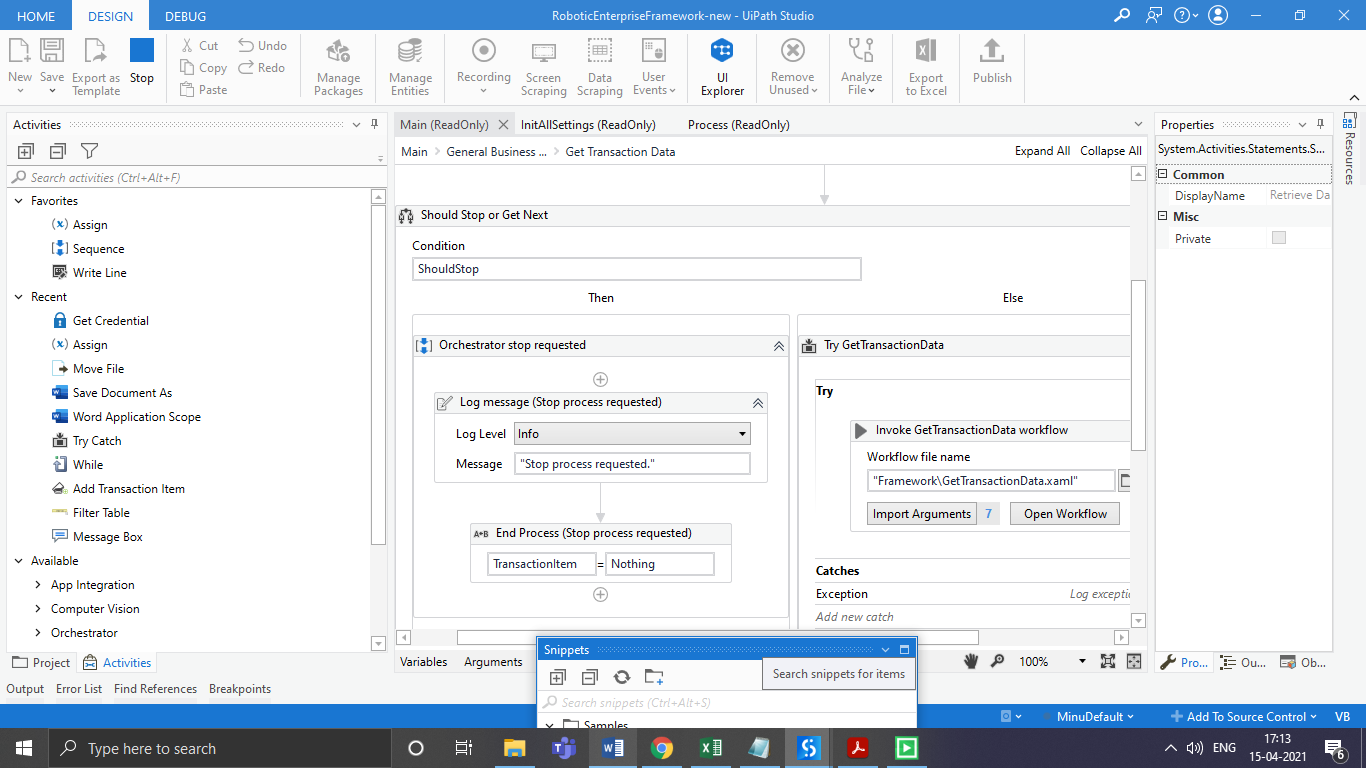 HOME DESIGN DEBUG RoboticEnterpriseFramework-new - UiPath Studio
New Save Export as Template Stop
Cut Copy Paste Undo Redo
Manage Packages
Manage Entities
Recording
Screen Scraping
Data Scraping
User Events
UI Explorer
Remove Unused
Analyze File
Export to Excel
Publish
Activities
Search activities (Ctrl+Alt+F)
Favorites
Assign
Sequence
Write Line
Recent
Get Credential
Assign
Move File
Save Document As
Word Application Scope
Try Catch
While
Add Transaction Item
Filter Table
Message Box
Available
App Integration
Computer Vision
Orchestrator
Project Activities
Main (ReadOnly) InitAllSettings (ReadOnly) Process (ReadOnly)
Main General Business ... Get Transaction Data Expand All Collapse All
Should Stop or Get Next
Condition
ShouldStop
Then Else
Orchestrator stop requested
Log message (Stop process requested)
Log Level Info
Message "Stop process requested."
A*B End Process (Stop process requested)
TransactionItem = Nothing
Try GetTransactionData
Try
Invoke GetTransactionData workflow
Workflow file name
"Framework\GetTransactionData.xaml"
Import Arguments 7 Open Workflow
Catches
Exception Log excepti
Add new catch
Variables Arguments 100%
Snippets
Search snippets for items
Search snippets (Ctrl+Alt+S)
Samples
Properties
System.Activities.Statements.S...
Common
DisplayName Retrieve Da
Misc
Private
Pro... Ou... Ob...
Resources
Output Error List Find References Breakpoints
MinuDefault Add To Source Control VB
Type here to search
ENG 17:13
15-04-2021
6